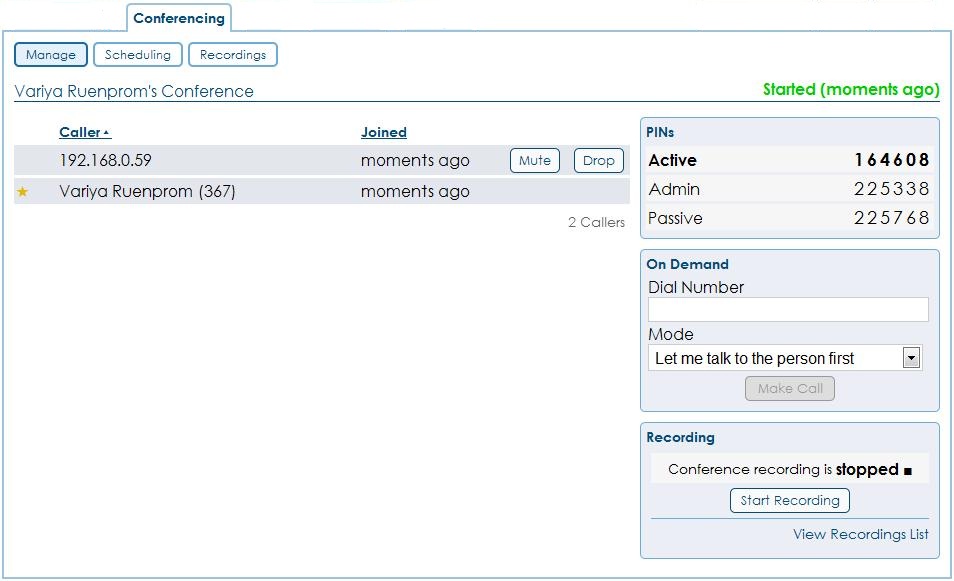 Conferencing
Manage Scheduling Recordings
Variya Ruenprom's Conference Started (moments ago)
Caller Joined
192.168.0.59 moments ago Mute Drop
Variya Ruenprom (367) moments ago
2 Callers
PINs
Active 164608
Admin 225338
Passive 225768
On Demand
Dial Number
Mode
Let me talk to the person first
Make Call
Recording
Conference recording is stopped
Start Recording
View Recordings List